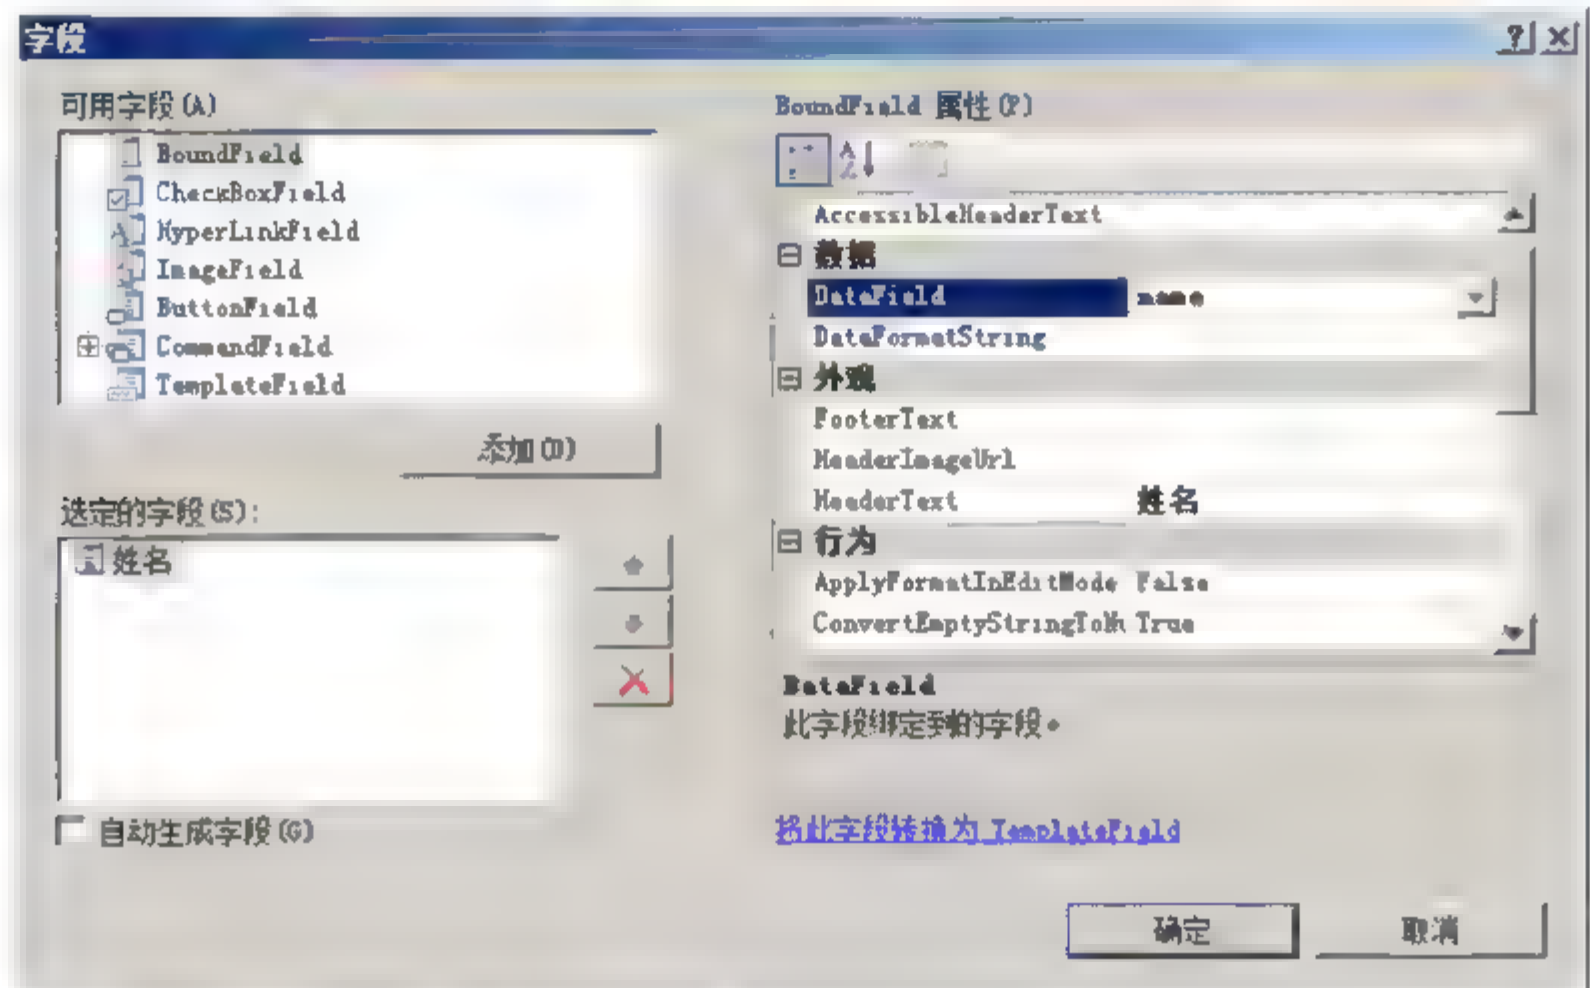 字段
可用字段(A)
BoundField
CheckBoxField
HyperLinkField
ImageField
ButtonField
CommandField
TemplateField
添加(D)
选定的字段(S):
姓名
自动生成字段(G)
BoundField 属性(P)
AccessibleHeaderText
数据
DataField name
DataFormatString
外观
FooterText
HeaderImageUrl
HeaderText 姓名
行为
ApplyFormatInEditMode False
ConvertEmptyStringToN True
DataField
此字段绑定到的字段。
将此字段转换为 TemplateField
确定 取消